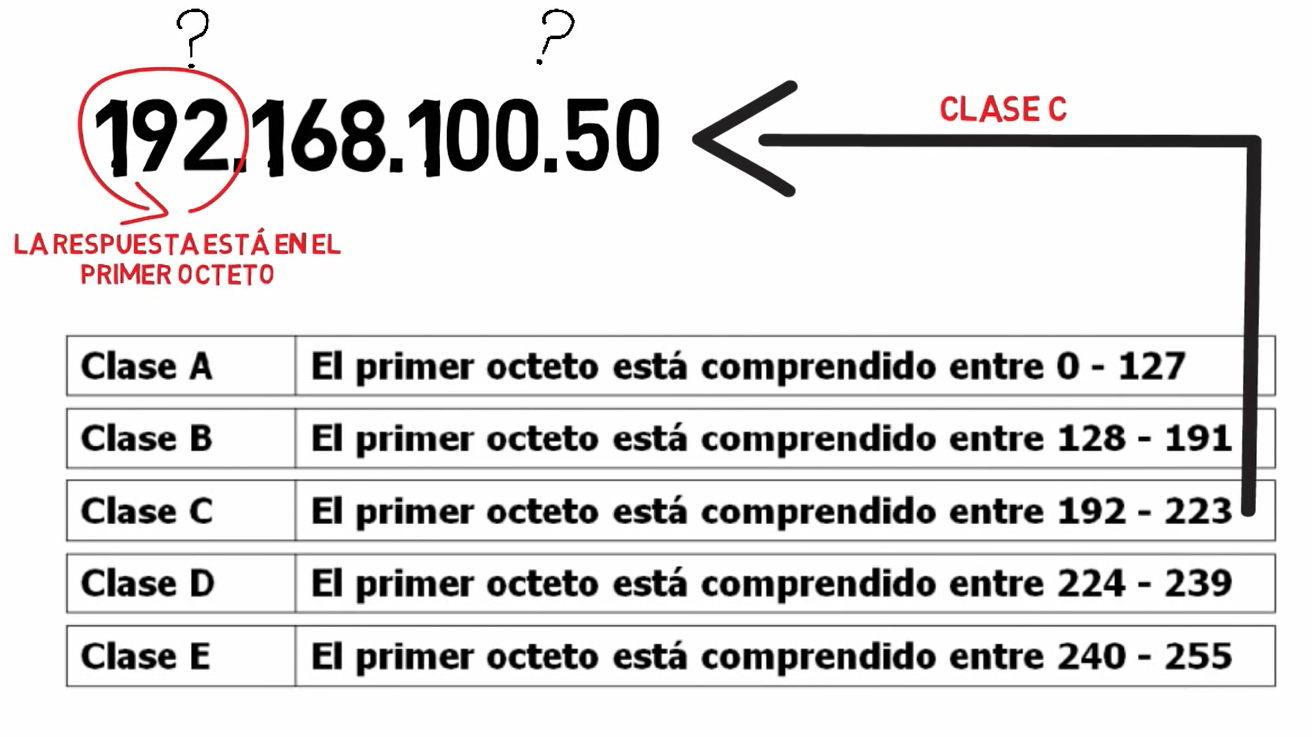 ? ?
192.168.100.50
CLASE C
LA RESPUESTA ESTÁ EN EL
PRIMER OCTETO
Clase A El primer octeto está comprendido entre 0 - 127
Clase B El primer octeto está comprendido entre 128 - 191
Clase C El primer octeto está comprendido entre 192 - 223
Clase D El primer octeto está comprendido entre 224 - 239
Clase E El primer octeto está comprendido entre 240 - 255